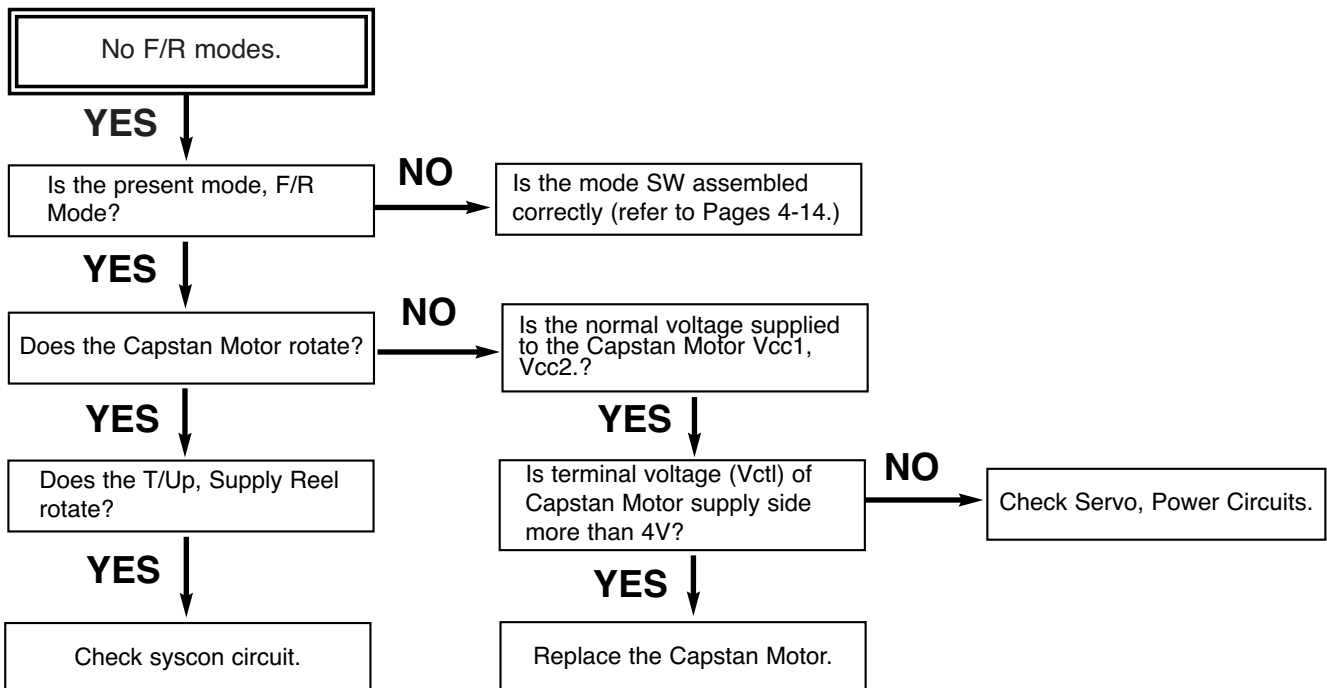 No F/R modes.
YES
Is the present mode, F/R
Mode?
NO
Is the mode SW assembled
correctly (refer to Pages 4-14.)
YES
Does the Capstan Motor rotate?
NO
Is the normal voltage supplied
to the Capstan Motor Vcc1,
Vcc2.?
YES
YES
Does the T/Up, Supply Reel
rotate?
Is terminal voltage (Vctl) of
Capstan Motor supply side
more than 4V?
NO
Check Servo, Power Circuits.
YES
YES
Check syscon circuit.
Replace the Capstan Motor.